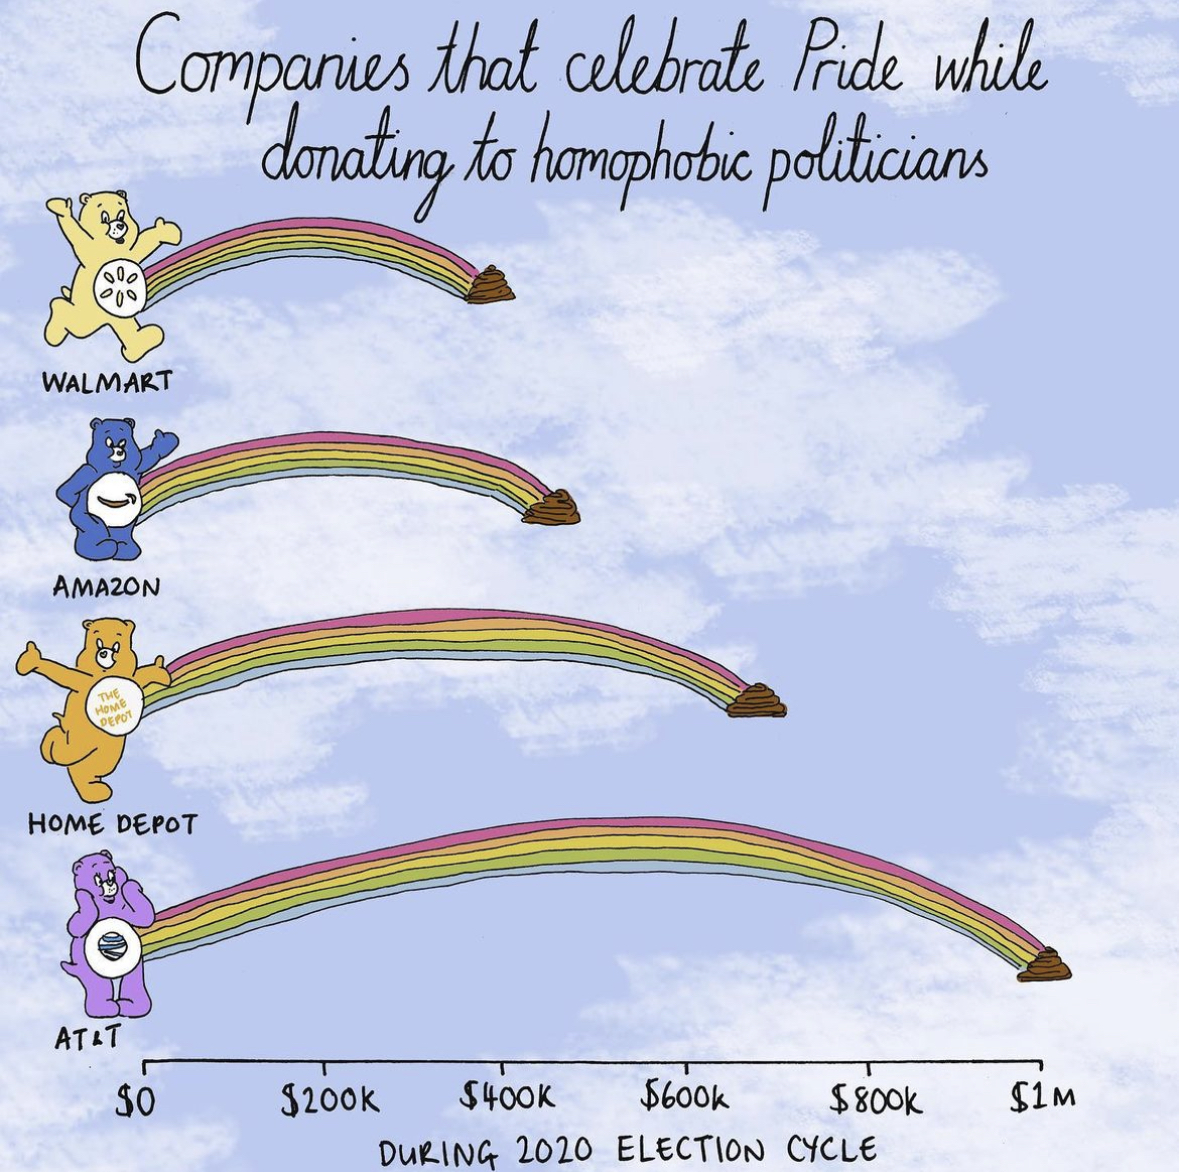 Companies that celebrate Pride while
donating to homophobic politicians
WALMART
AMAZON
THE
HOME
DEPOT
HOME DEPOT
AT&T
$0 $200K $400K $600K $800K $1M
DURING 2020 ELECTION CYCLE